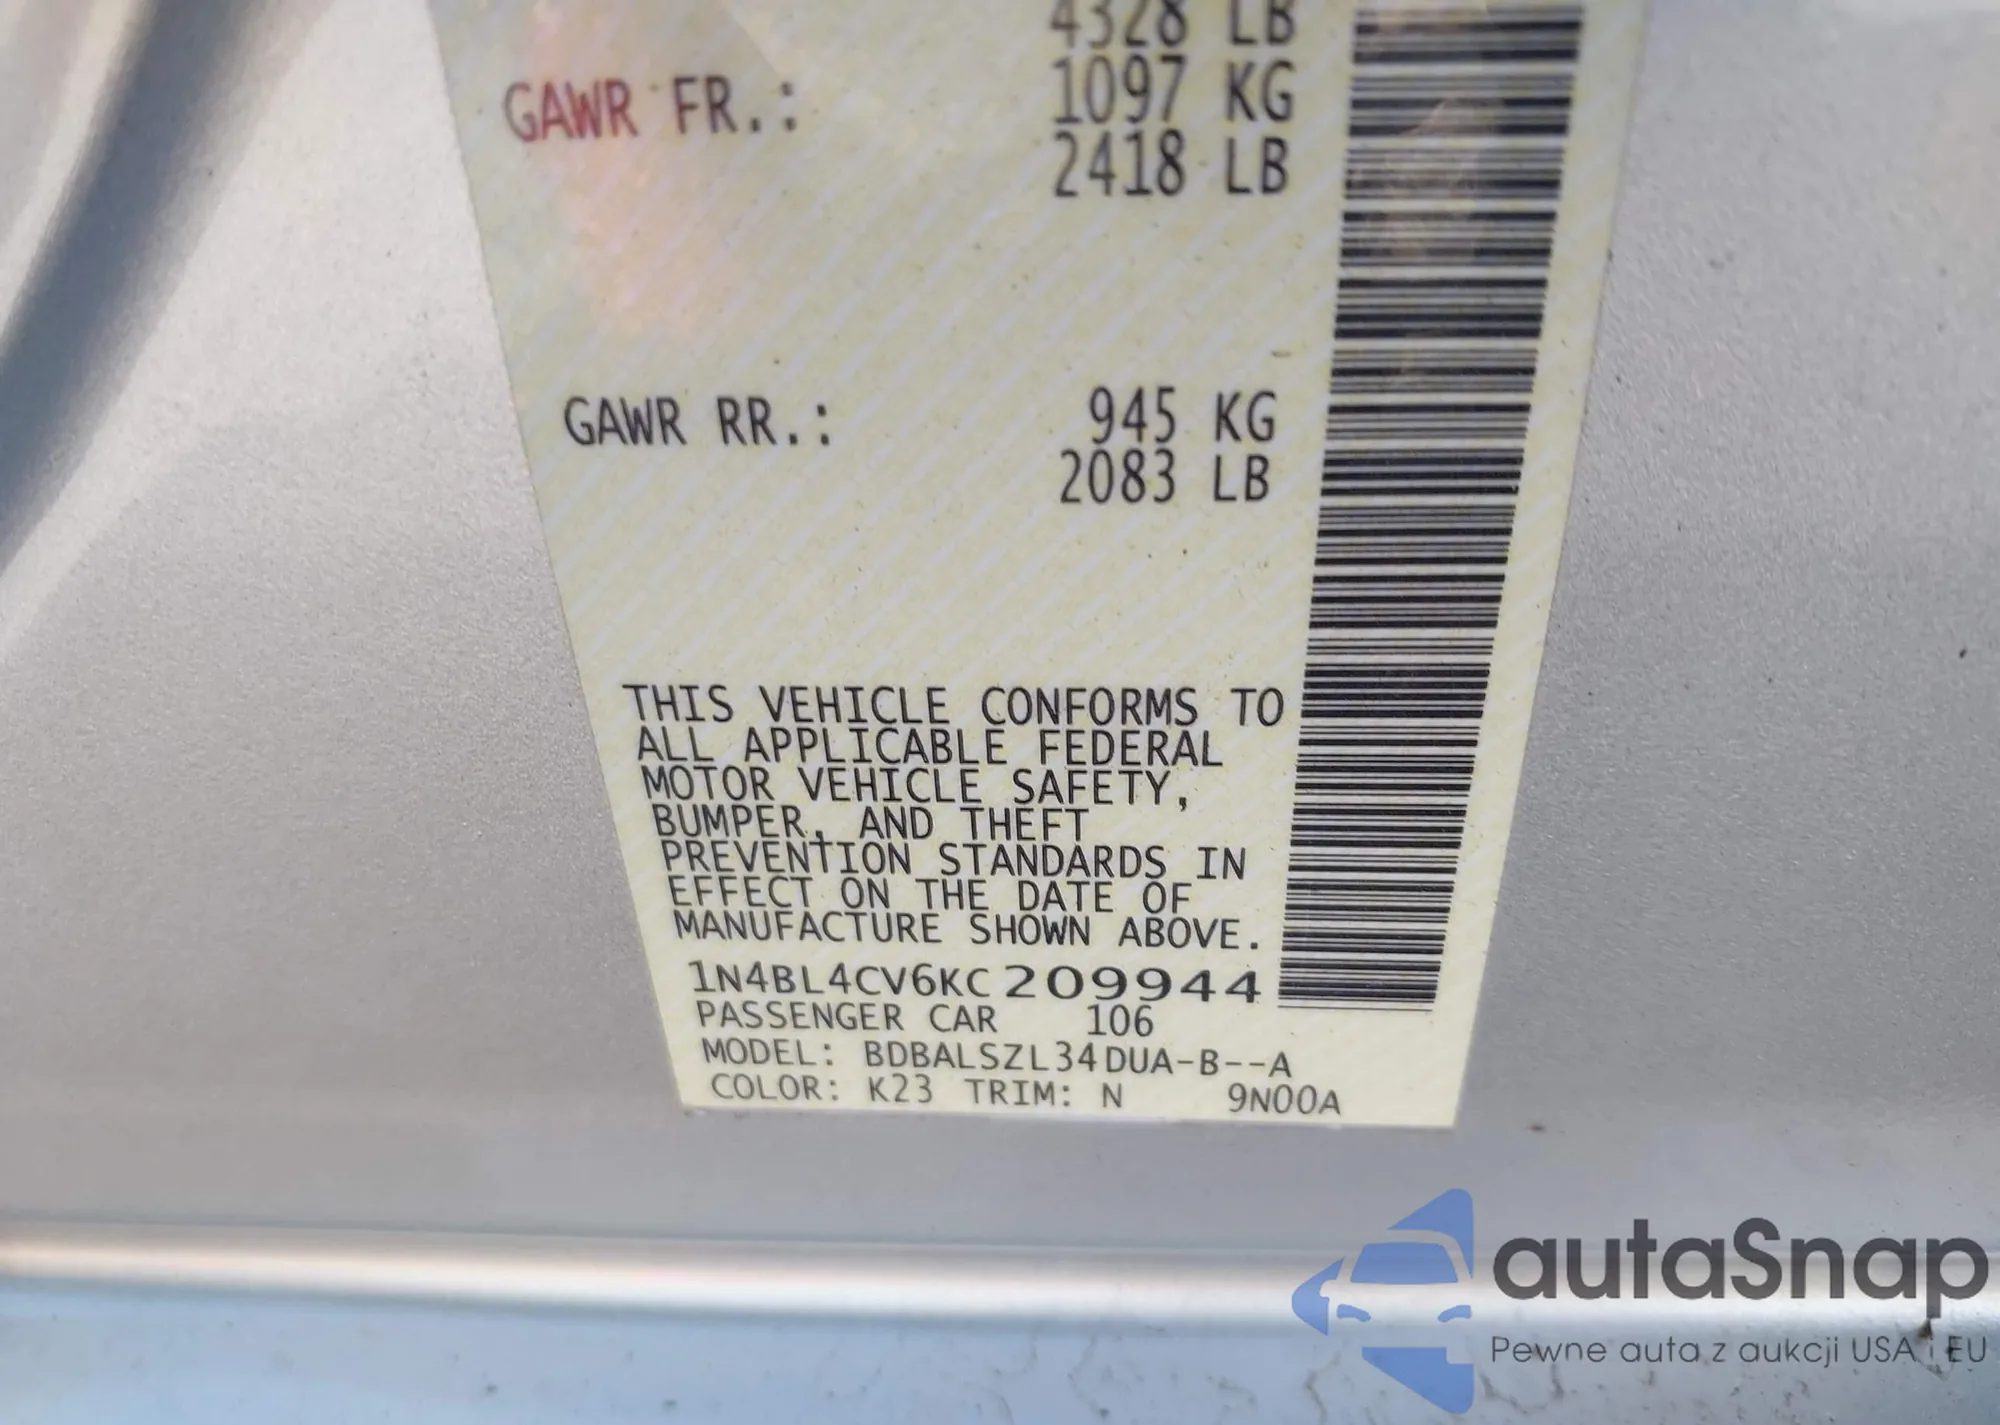 4328 LB
GAWR FR.: 1097 KG
2418 LB
GAWR RR.: 945 KG
2083 LB
THIS VEHICLE CONFORMS TO
ALL APPLICABLE FEDERAL
MOTOR VEHICLE SAFETY,
BUMPER, AND THEFT
PREVENTION STANDARDS IN
EFFECT ON THE DATE OF
MANUFACTURE SHOWN ABOVE.
1N4BL4CV6KC209944
PASSENGER CAR 106
MODEL: BDBALSZL34DUA-B--A
COLOR: K23 TRIM: N 9N00A
autaSnap
Pewne auta z aukcji USA i EU